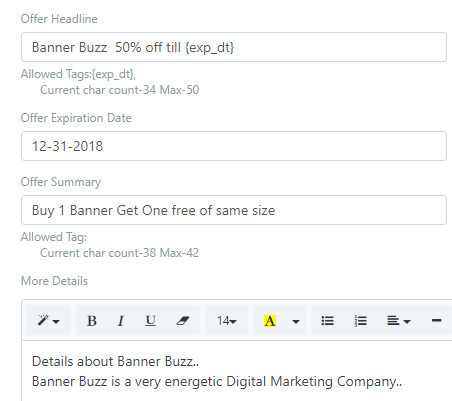 Offer Headline
Banner Buzz  50% off till {exp_dt}
Allowed Tags:{exp_dt},
Current char count-34 Max-50
Offer Expiration Date
12-31-2018
Offer Summary
Buy 1 Banner Get One free of same size
Allowed Tag:
Current char count-38 Max-42
More Details
B I U 14 A
Details about Banner Buzz..
Banner Buzz is a very energetic Digital Marketing Company..